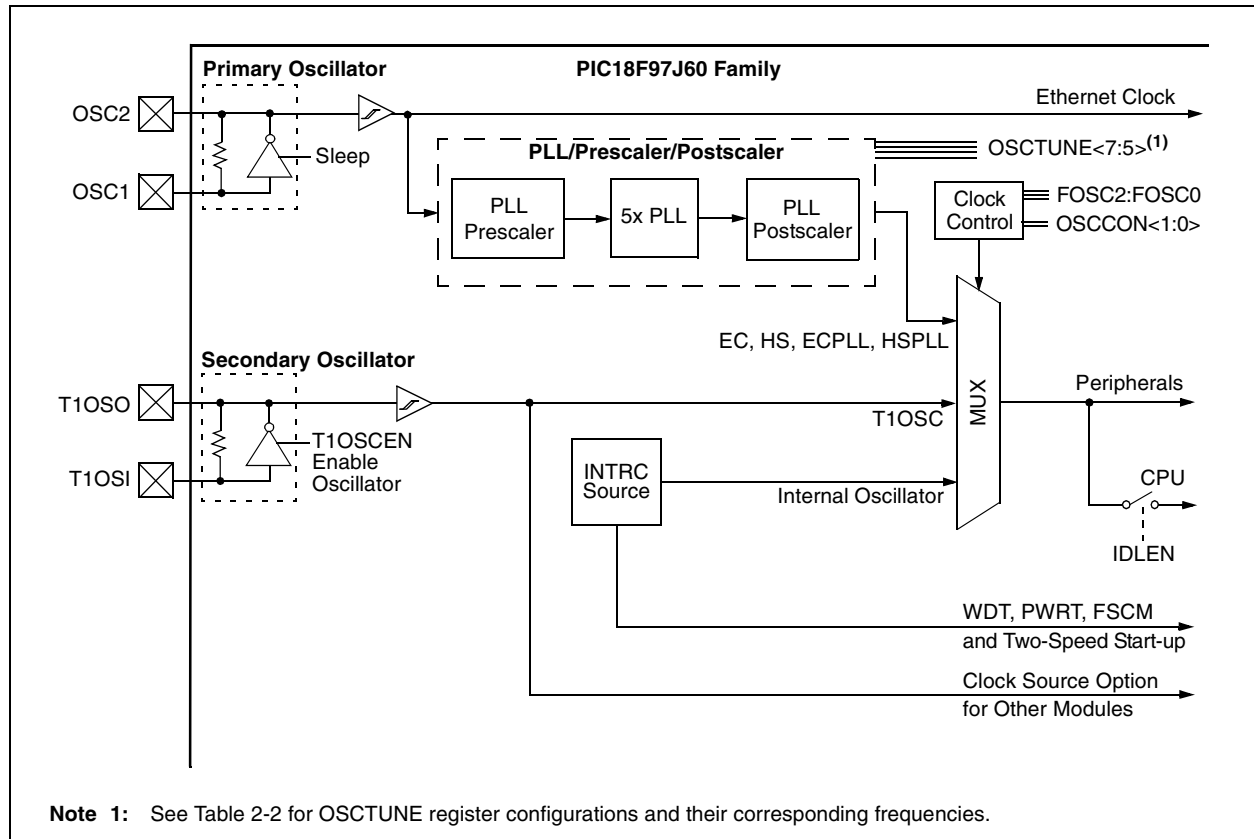 Primary Oscillator
PIC18F97J60 Family
OSC2
Ethernet Clock
Sleep
PLL/Prescaler/Postscaler
OSCTUNE<7:5>(1)
OSC1
PLL
Prescaler
5x PLL
PLL
Postscaler
Clock
Control
FOSC2:FOSC0
OSCCON<1:0>
EC, HS, ECPLL, HSPLL
Secondary Oscillator
T1OSO
T1OSC
MUX
Peripherals
T1OSCEN
Enable
Oscillator
T1OSI
INTRC
Source
Internal Oscillator
CPU
IDLEN
WDT, PWRT, FSCM
and Two-Speed Start-up
Clock Source Option
for Other Modules
Note 1: See Table 2-2 for OSCTUNE register configurations and their corresponding frequencies.